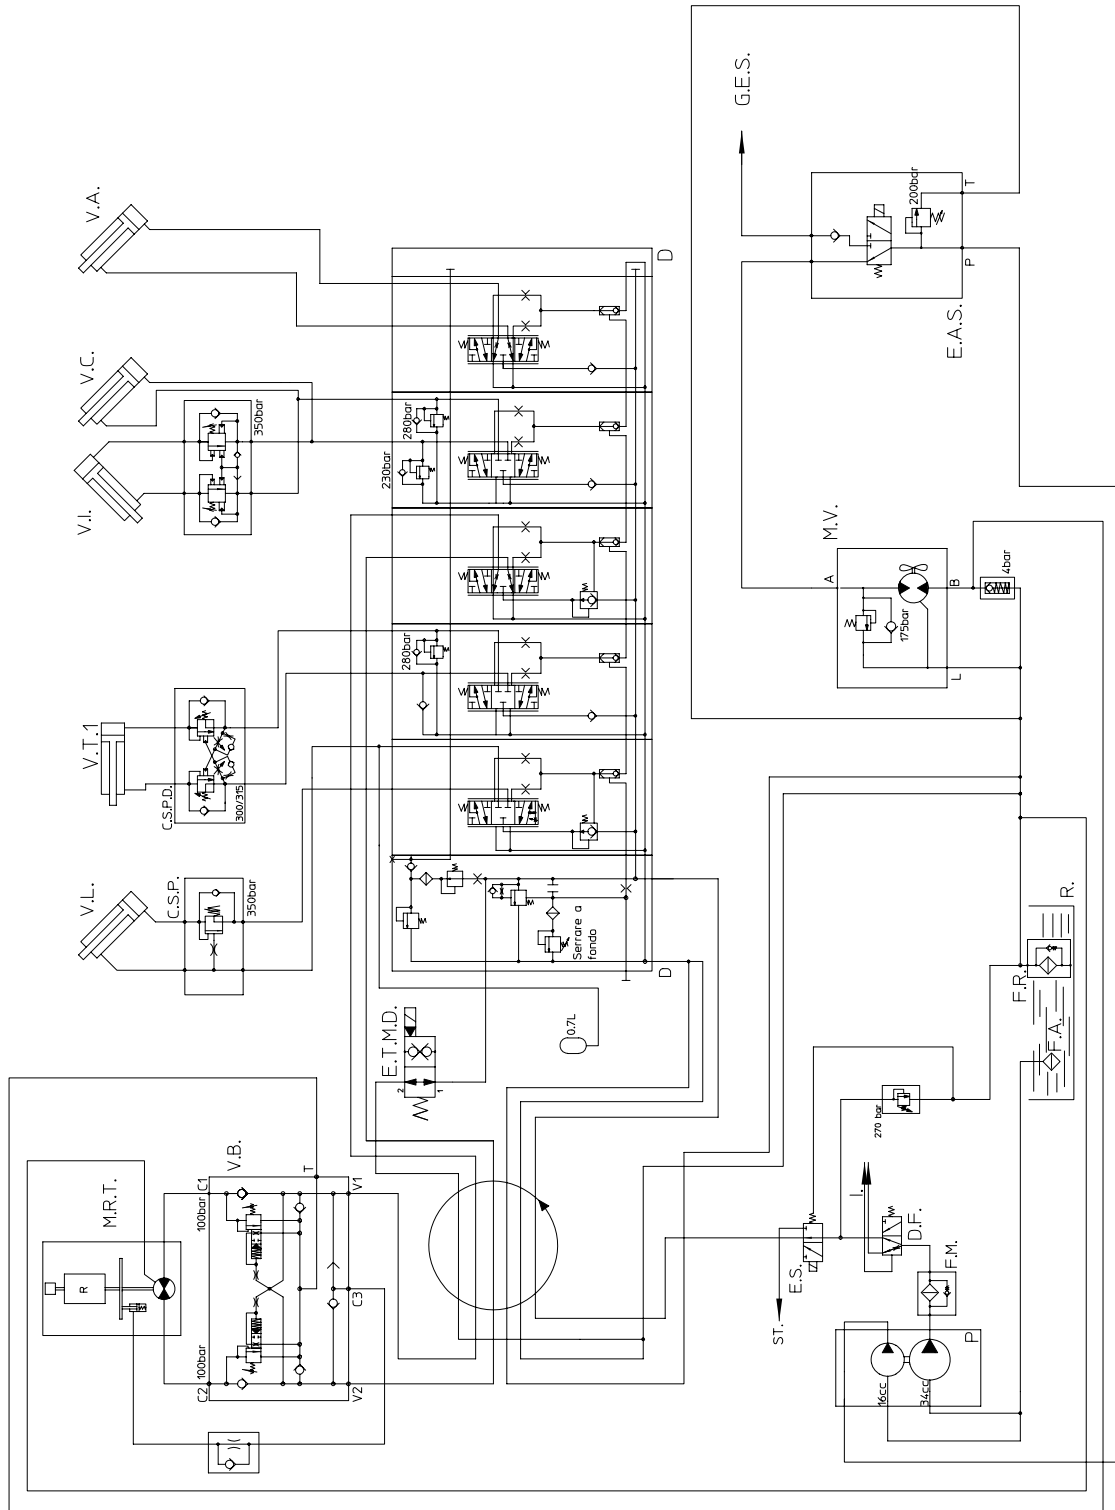 G.E.S.
V.A.
200bar
T
P
E.A.S.
D
V.C.
350bar
V.I.
280bar
230bar
M.V.
A
4bar
B
175bar
L
280bar
V.T.1
C.S.P.D.
300/315
V.L.
C.S.P.
350bar
Serrare a
fondo
D
E.T.M.D.
2
1
0.7L
R.
F.R.
F.A.
270 bar
M.R.T.
R
V.B.
T
C1
100bar
V1
C3
C2
100bar
V2
I.
D.F.
E.S.
ST.
F.M.
P
16cc
34cc